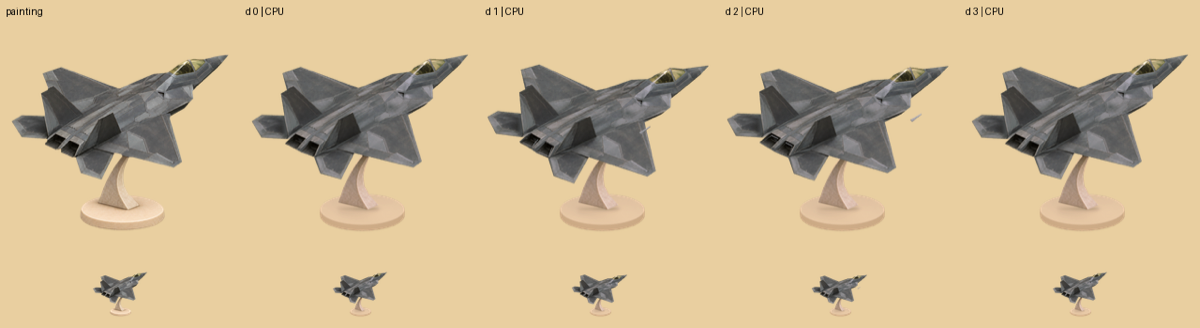 painting
d 0 | CPU
d 1 | CPU
d 2 | CPU
d 3 | CPU